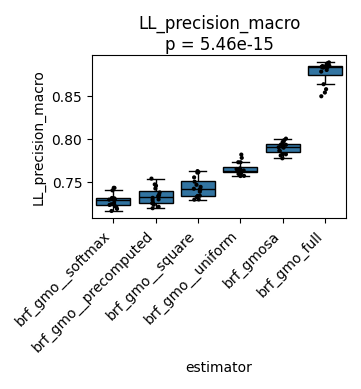 LL_precision_macro
p = 5.46e-15
LL_precision_macro
0.85
0.80
0.75
brf_gmo__softmax
brf_gmo__precomputed
brf_gmo__square
brf_gmo__uniform
brf_gmosa
brf_gmo_full
estimator